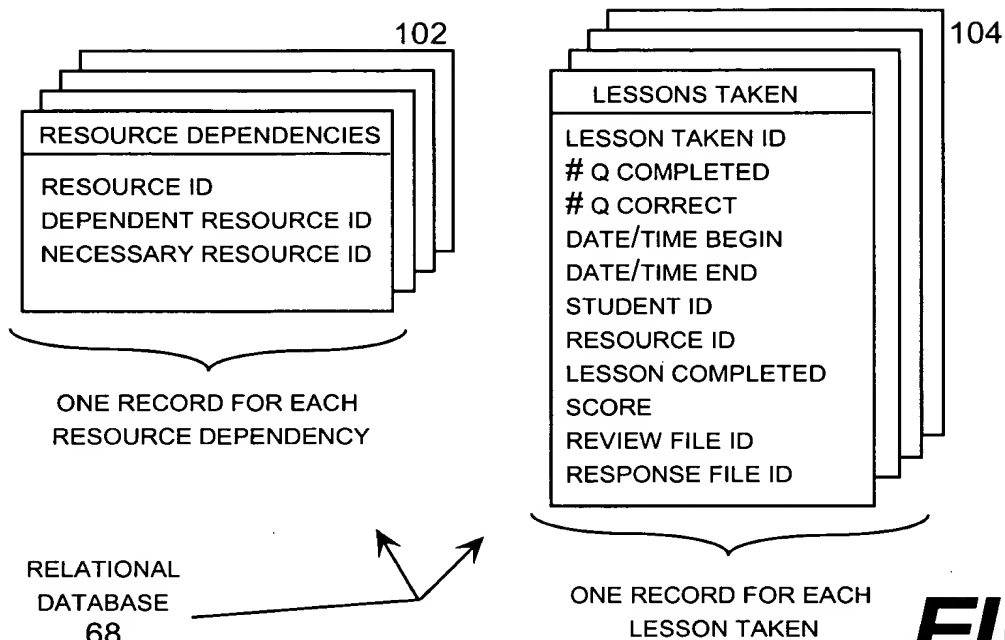 102
RESOURCE DEPENDENCIES
RESOURCE ID
DEPENDENT RESOURCE ID
NECESSARY RESOURCE ID
ONE RECORD FOR EACH
RESOURCE DEPENDENCY
104
LESSONS TAKEN
LESSON TAKEN ID
# Q COMPLETED
# Q CORRECT
DATE/TIME BEGIN
DATE/TIME END
STUDENT ID
RESOURCE ID
LESSON COMPLETED
SCORE
REVIEW FILE ID
RESPONSE FILE ID
ONE RECORD FOR EACH
LESSON TAKEN
RELATIONAL
DATABASE
68